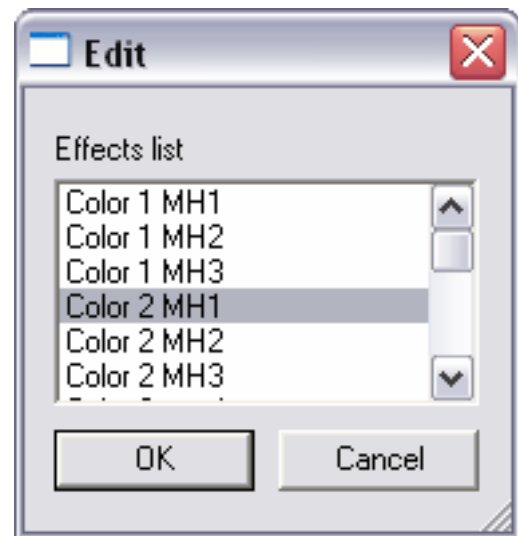 Edit
Effects list
Color 1 MH1
Color 1 MH2
Color 1 MH3
Color 2 MH1
Color 2 MH2
Color 2 MH3
OK Cancel